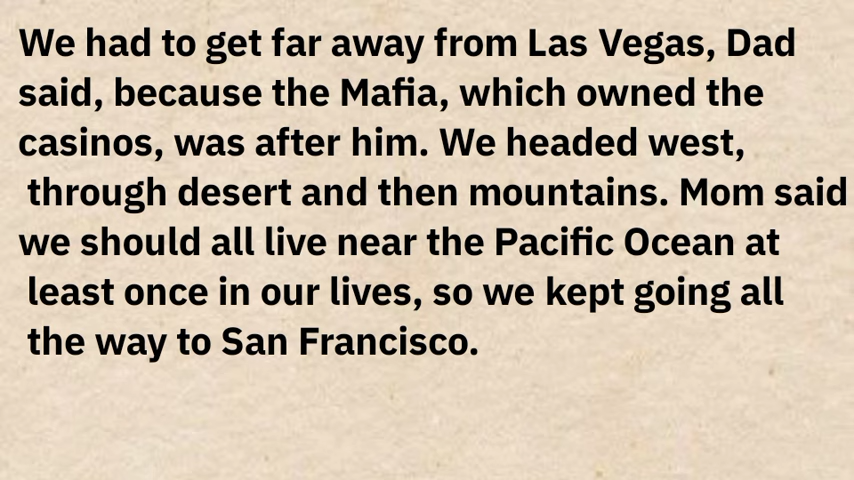 We had to get far away from Las Vegas, Dad
said, because the Mafia, which owned the
casinos, was after him. We headed west,
through desert and then mountains. Mom said
we should all live near the Pacific Ocean at
least once in our lives, so we kept going all
the way to San Francisco.